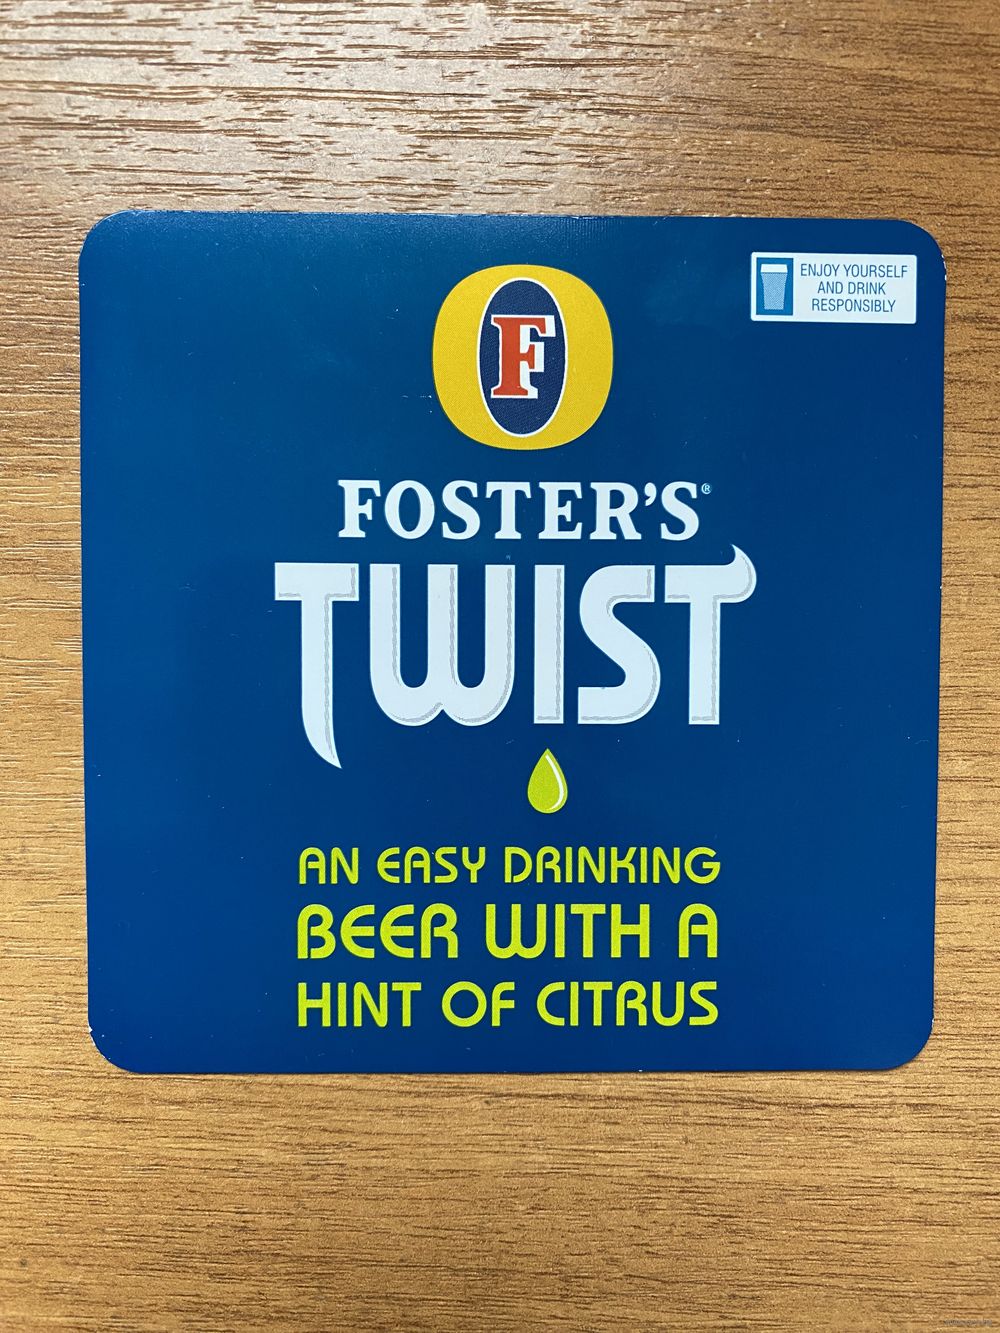 ENJOY YOURSELF
AND DRINK
RESPONSIBLY
F
FOSTER'S®
TWIST
AN EASY DRINKING
BEER WITH A
HINT OF CITRUS